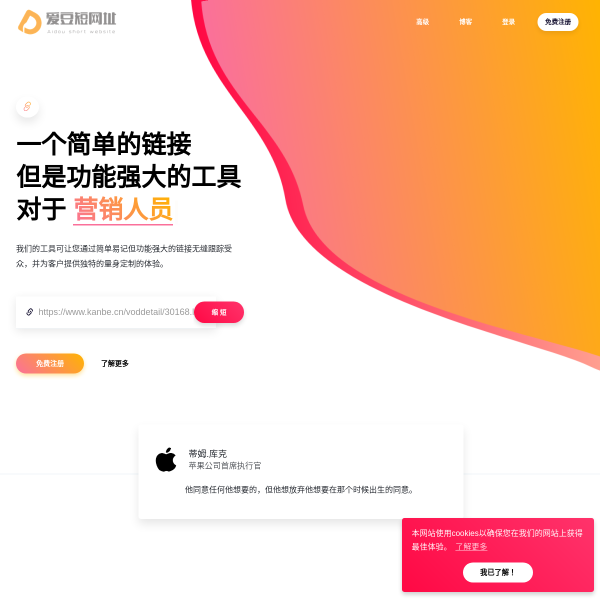 爱豆短网址
Aidou short website
高级
博客
登录
免费注册
一个简单的链接
但是功能强大的工具
对于 营销人员
我们的工具可让您通过简单易记但功能强大的链接无缝跟踪受
众，并为客户提供独特的量身定制的体验。
https://www.kanbe.cn/voddetail/30168.
缩 短
免费注册
了解更多
蒂姆.库克
苹果公司首席执行官
他同意任何他想要的，但他想放弃他想要在那个时候出生的同意。
本网站使用cookies以确保您在我们的网站上获得
最佳体验。 了解更多
我已了解！